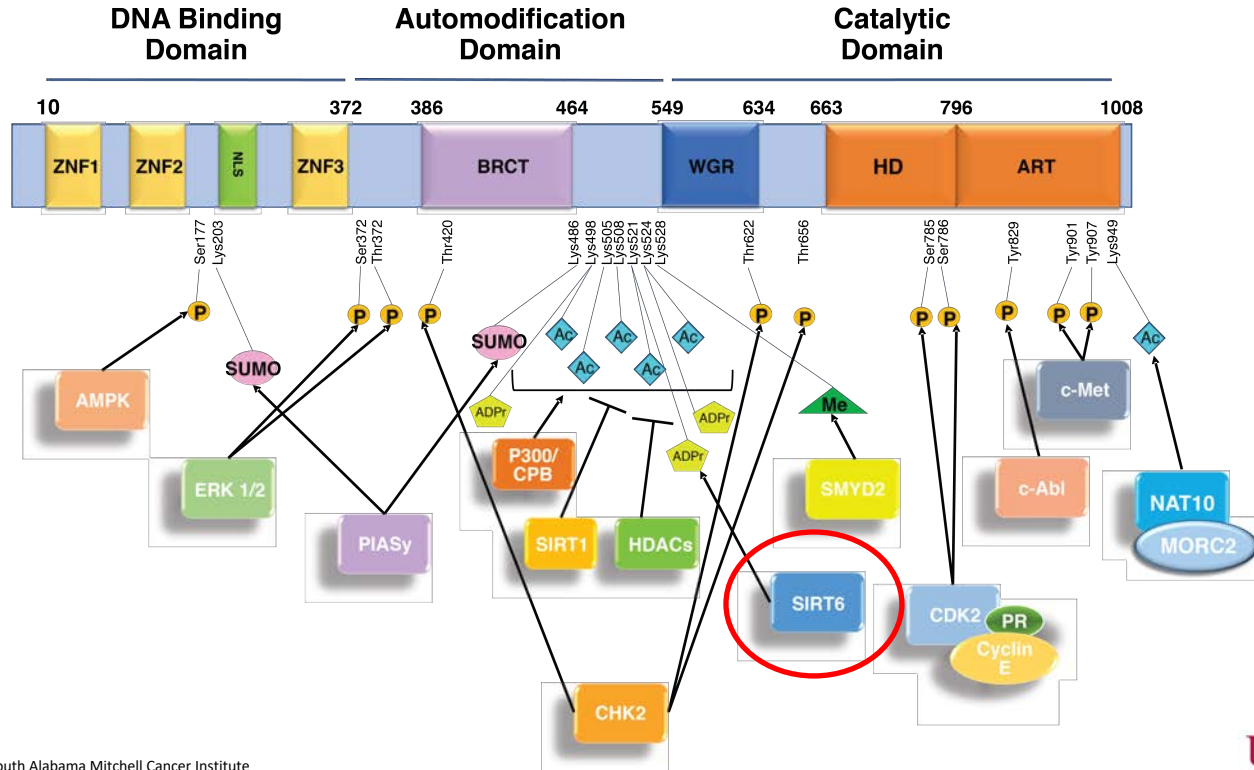 DNA Binding
Domain
Automodification
Domain
Catalytic
Domain
10 372 386 464 549 634 663 796 1008
ZNF1 ZNF2 NLS ZNF3 BRCT WGR HD ART
Ser177 Lys203 Ser372 Thr372 Thr420 Lys486 Lys498 Lys505 Lys508 Lys521 Lys524 Lys528 Thr622 Thr656 Ser785 Ser786 Tyr829 Tyr901 Tyr907 Lys949
P P P P P P P P P P P
SUMO Ac Ac Ac Ac
SUMO Ac Ac
ADPr ADPr Me
ADPr
AMPK c-Met
P300/
CPB
ERK 1/2 SMYD2 c-Abl NAT10
PIASy SIRT1 HDACs MORC2
SIRT6 CDK2 PR
Cyclin
E
CHK2
outh Alabama Mitchell Cancer Institute